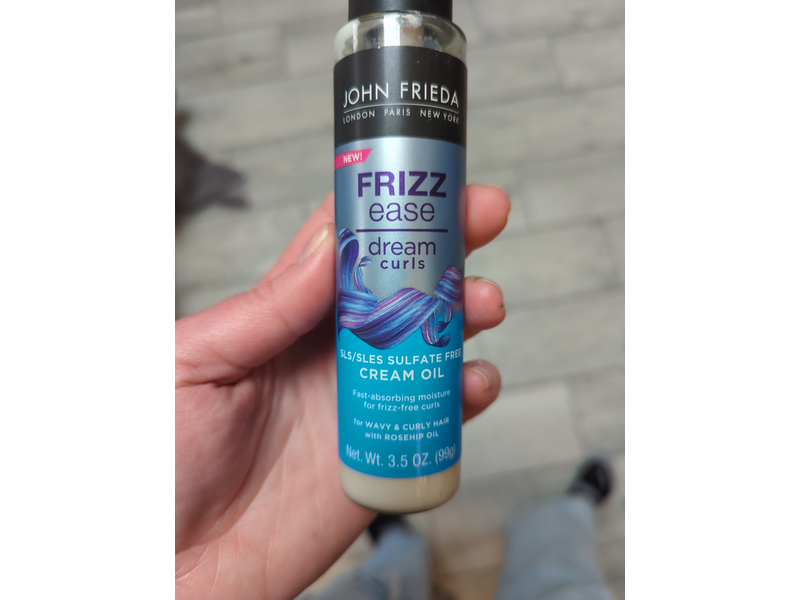 JOHN FRIEDA
LONDON PARIS NEW YORK
NEW!
FRIZZ
ease
dream
curls
SLS/SLES SULFATE FREE
CREAM OIL
Fast-absorbing moisture
for frizz-free curls
for WAVY & CURLY HAIR
with ROSEHIP OIL
Net. Wt. 3.5 OZ. (99g)